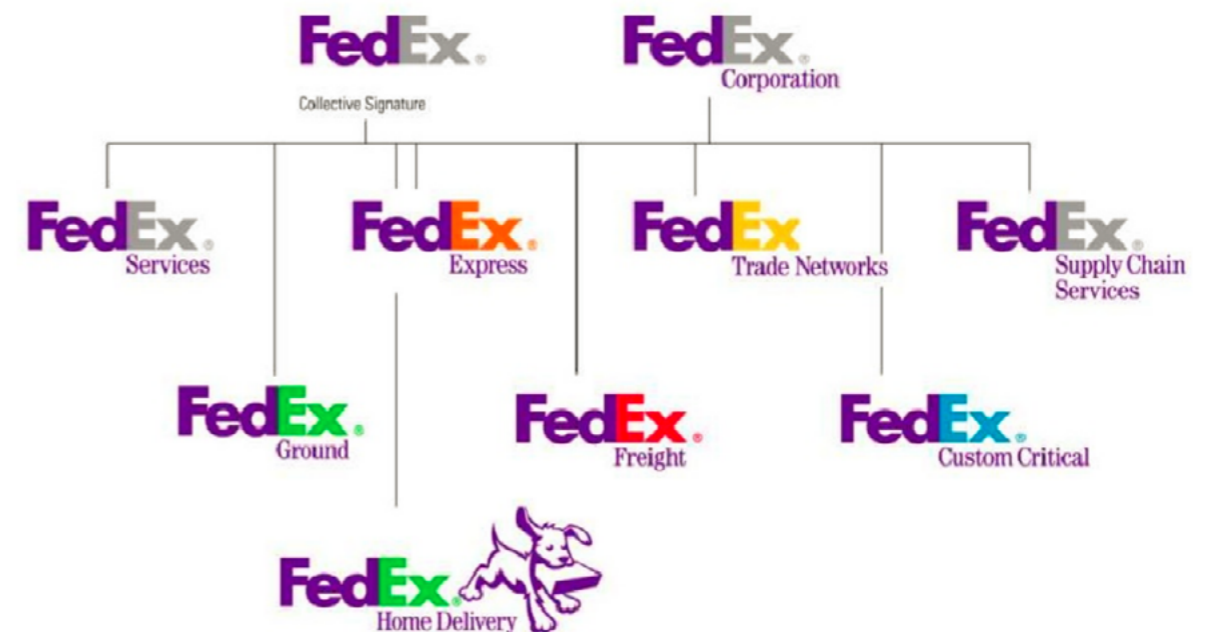 FedEx®
FedEx®
Corporation
Collective Signature
FedEx®
Services
FedEx®
Express
FedEx
Trade Networks
FedEx®
Supply Chain
Services
FedEx®
Ground
FedEx®
Freight
FedEx®
Custom Critical
FedEx®
Home Delivery